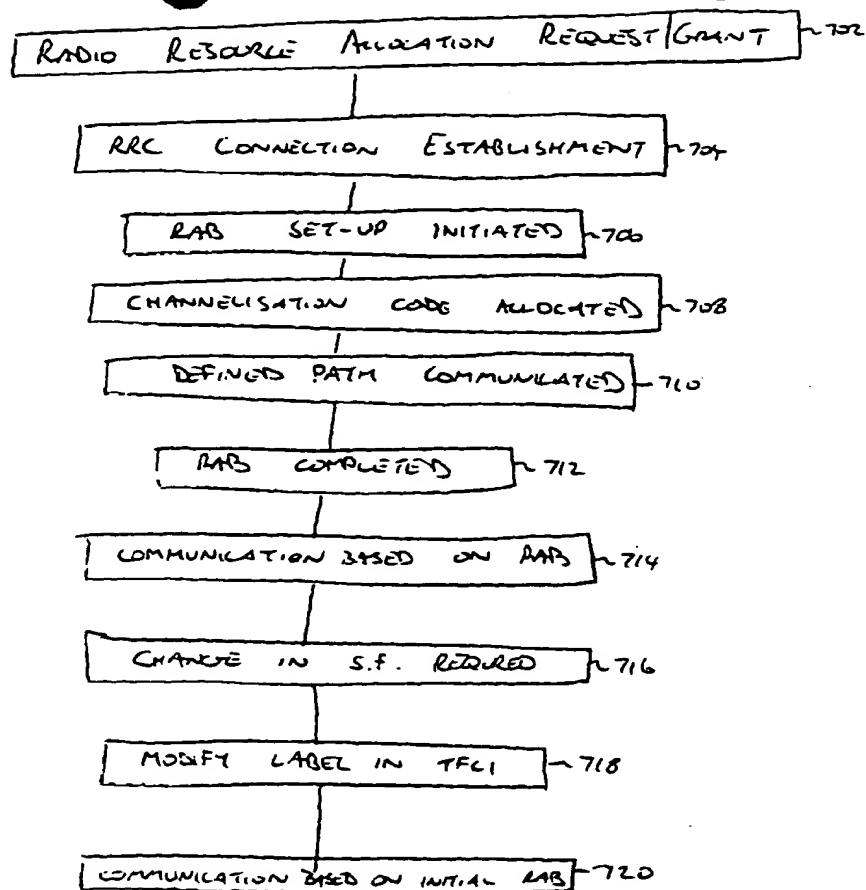 RADIO RESOURCE ALLOCATION REQUEST/GRANT 702
RRC CONNECTION ESTABLISHMENT 704
RAB SET-UP INITIATED 706
CHANNELISATION CODE ALLOCATED 708
DEFINED PATH COMMUNICATED 710
RAB COMPLETED 712
COMMUNICATION BASED ON RAB 714
CHANGE IN S.F. REQUIRED 716
MODIFY LABEL IN TFCI 718
COMMUNICATION BASED ON INITIAL RAB 720